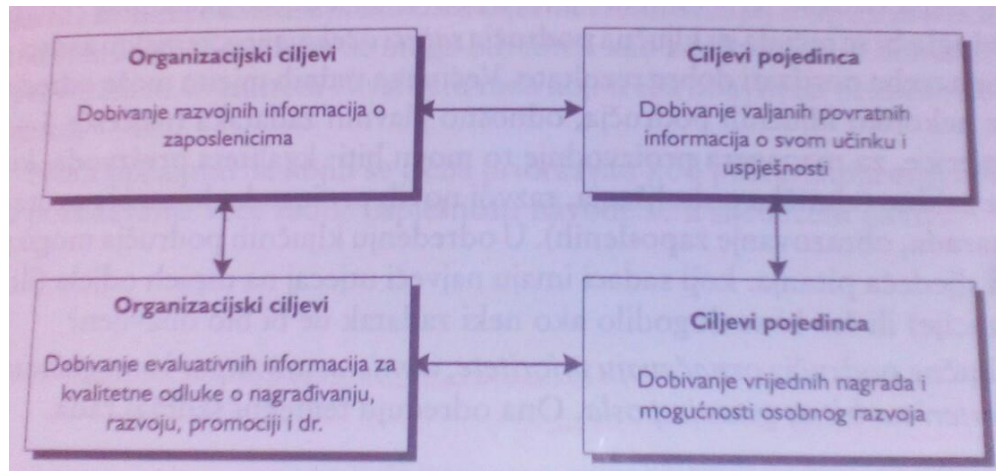 Organizacijski ciljevi
Dobivanje razvojnih informacija o
zaposlenicima
Ciljevi pojedinca
Dobivanje valjanih povratnih
informacija o svom učinku i
uspješnosti
Organizacijski ciljevi
Dobivanje evaluativnih informacija za
kvalitetne odluke o nagrađivanju,
razvoju, promociji i dr.
Ciljevi pojedinca
Dobivanje vrijednih nagrada i
mogućnosti osobnog razvoja